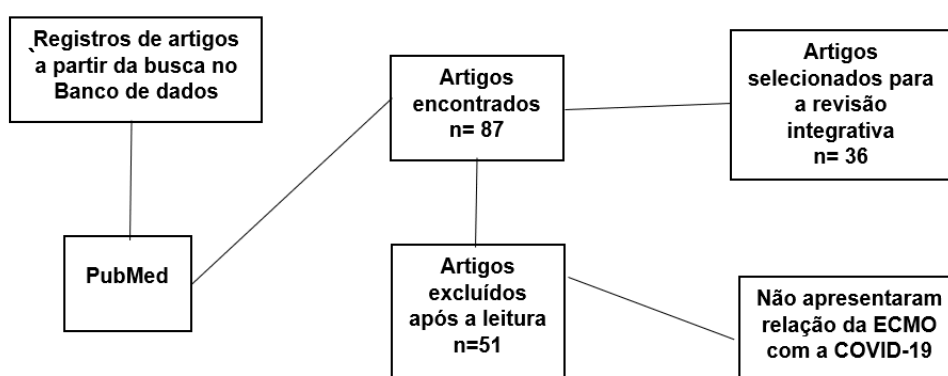 Registros de artigos
`a partir da busca no
Banco de dados
PubMed
Artigos
encontrados
n= 87
Artigos
selecionados para
a revisão
integrativa
n= 36
Artigos
excluídos
após a leitura
n=51
Não apresentaram
relação da ECMO
com a COVID-19